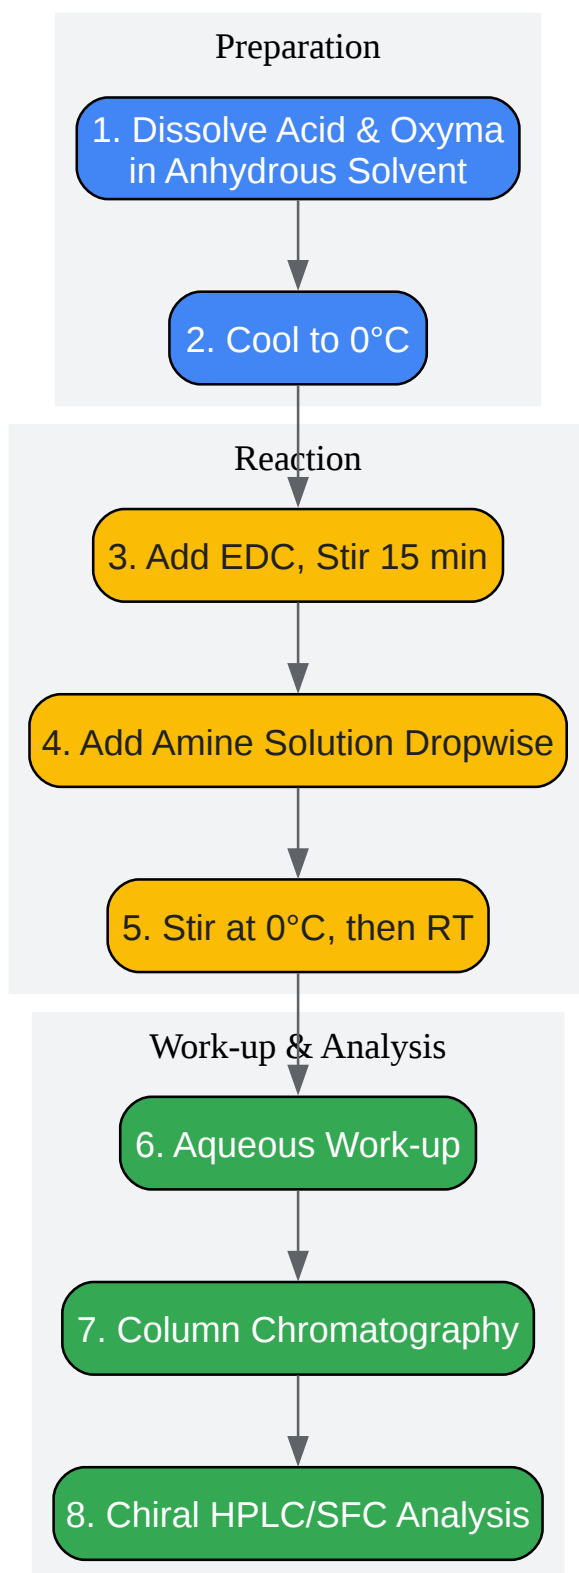 Preparation
1. Dissolve Acid & Oxyma
in Anhydrous Solvent
2. Cool to 0°C
Reaction
3. Add EDC, Stir 15 min
4. Add Amine Solution Dropwise
5. Stir at 0°C, then RT
Work-up & Analysis
6. Aqueous Work-up
7. Column Chromatography
8. Chiral HPLC/SFC Analysis